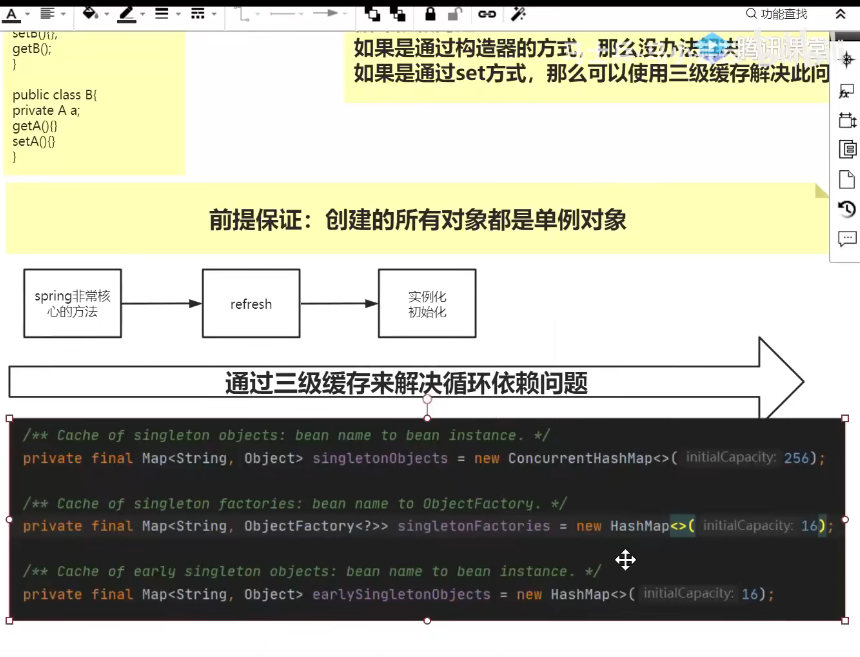 A
功能查找
setB(){};
getB();
}
public class B{
private A a;
getA(){}
setA(){}
}
如果是通过构造器的方式，那么没办法解决
如果是通过set方式，那么可以使用三级缓存解决此问
腾讯课堂
前提保证：创建的所有对象都是单例对象
spring非常核
心的方法
refresh
实例化
初始化
通过三级缓存来解决循环依赖问题
/** Cache of singleton objects: bean name to bean instance. */
private final Map<String, Object> singletonObjects = new ConcurrentHashMap<>( initialCapacity: 256);
/** Cache of singleton factories: bean name to ObjectFactory. */
private final Map<String, ObjectFactory<?>> singletonFactories = new HashMap<>( initialCapacity: 16);
/** Cache of early singleton objects: bean name to bean instance. */
private final Map<String, Object> earlySingletonObjects = new HashMap<>( initialCapacity: 16);